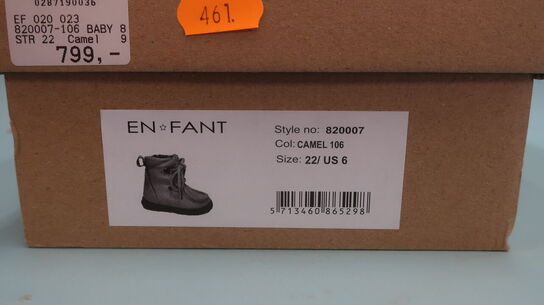 0287190036
EF 020 023
820007-106 BABY 8
STR 22 Camel 9
799,-
461.
EN☆FANT
Style no: 820007
Col: CAMEL 106
Size: 22/ US 6
5 713460 865298